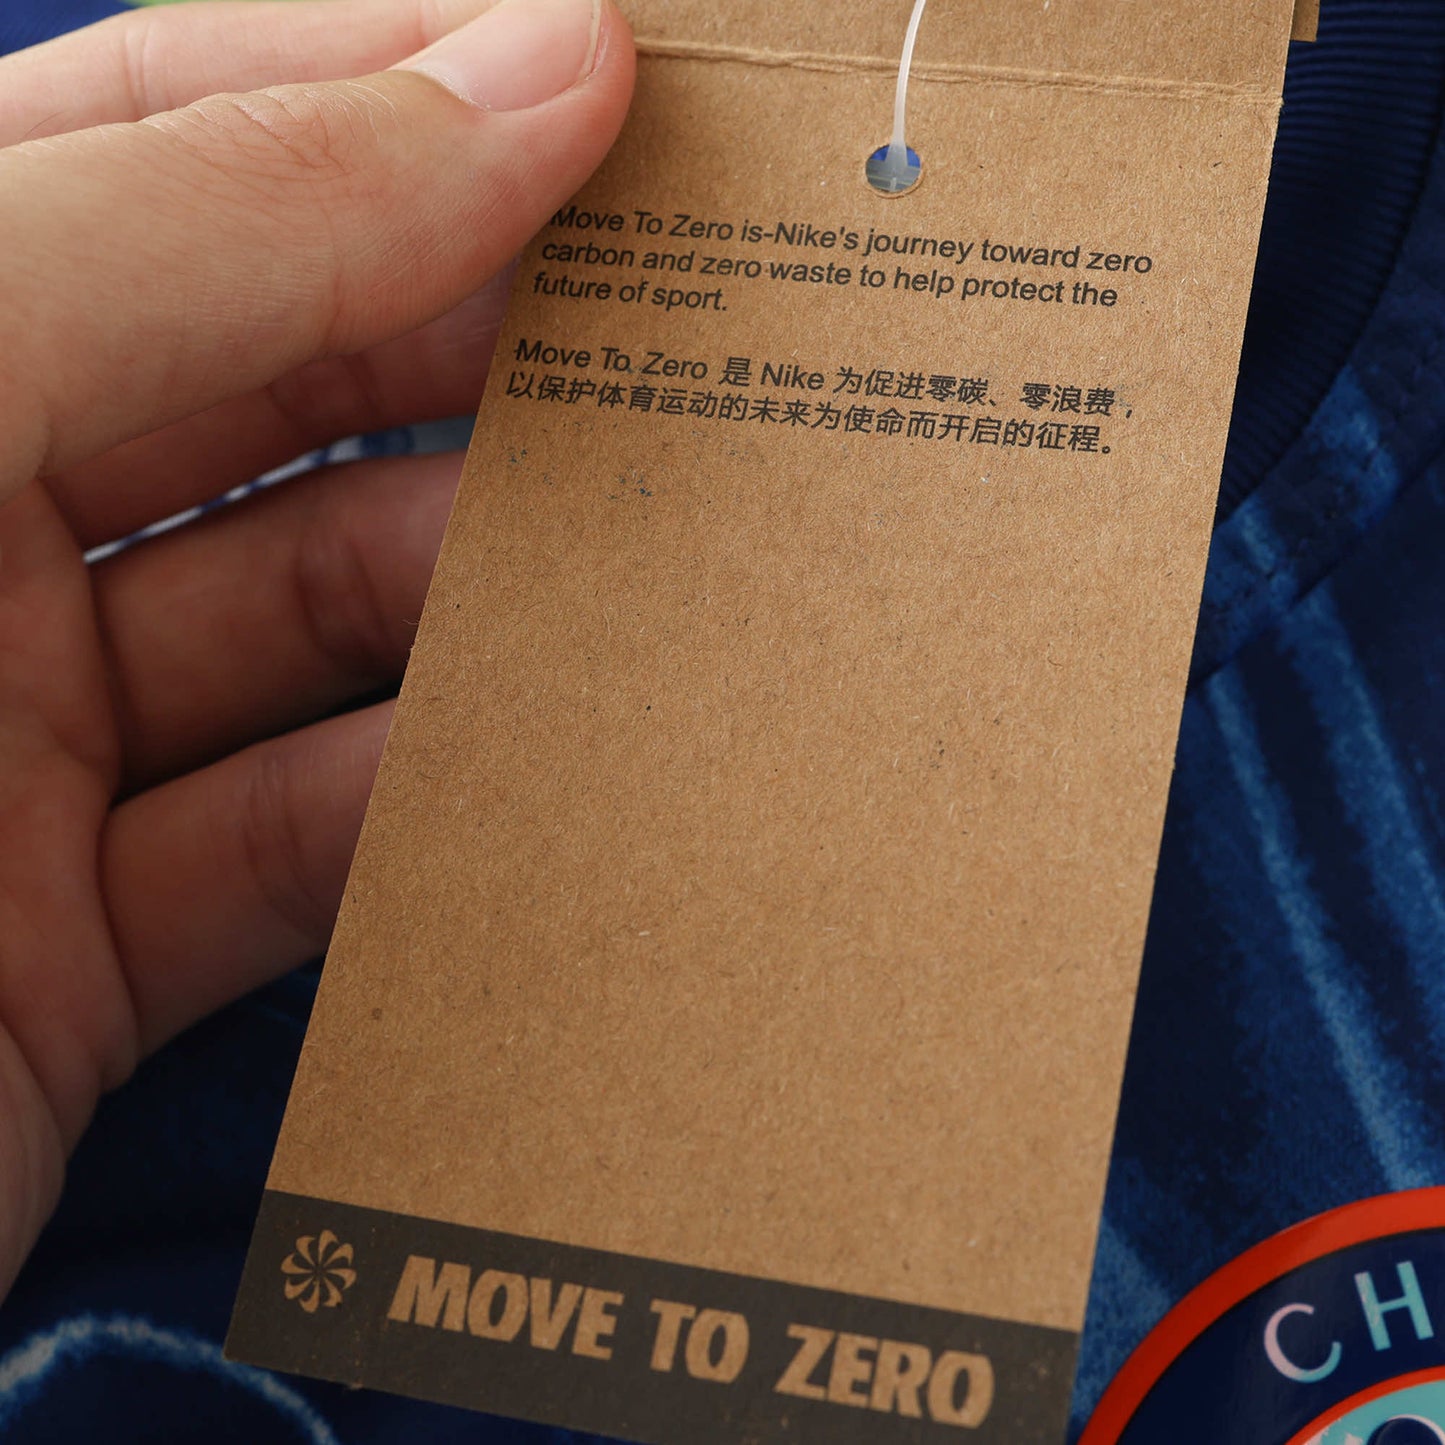 Move To Zero is-Nike's journey toward zero
carbon and zero waste to help protect the
future of sport.
Move To Zero 是 Nike 为促进零碳、零浪费，
以保护体育运动的未来为使命而开启的征程。
MOVE TO ZERO
CH